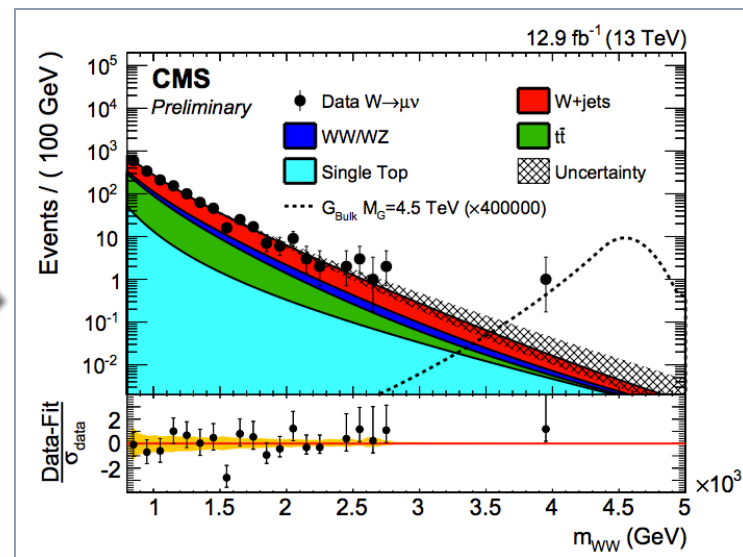 12.9 fb⁻¹ (13 TeV)
CMS
Preliminary
Data W→μν
W+jets
WW/WZ
tt̄
Single Top
Uncertainty
G_Bulk M_G=4.5 TeV (×400000)
Events / ( 100 GeV )
10⁵
10⁴
10³
10²
10
1
10⁻¹
10⁻²
Data-Fit
σ_data
2
0
-2
1 1.5 2 2.5 3 3.5 4 4.5 5
×10³
m_WW (GeV)